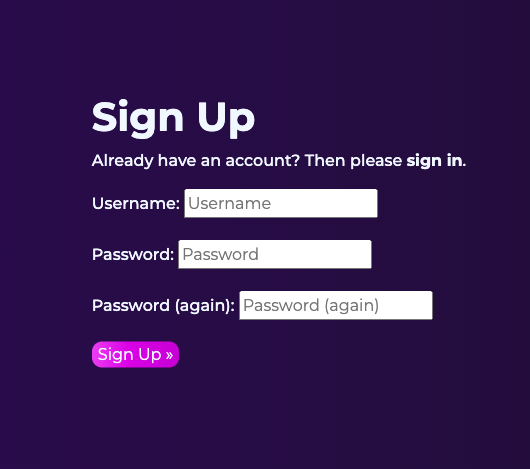 Sign Up
Already have an account? Then please sign in.
Username: Username
Password: Password
Password (again): Password (again)
Sign Up »